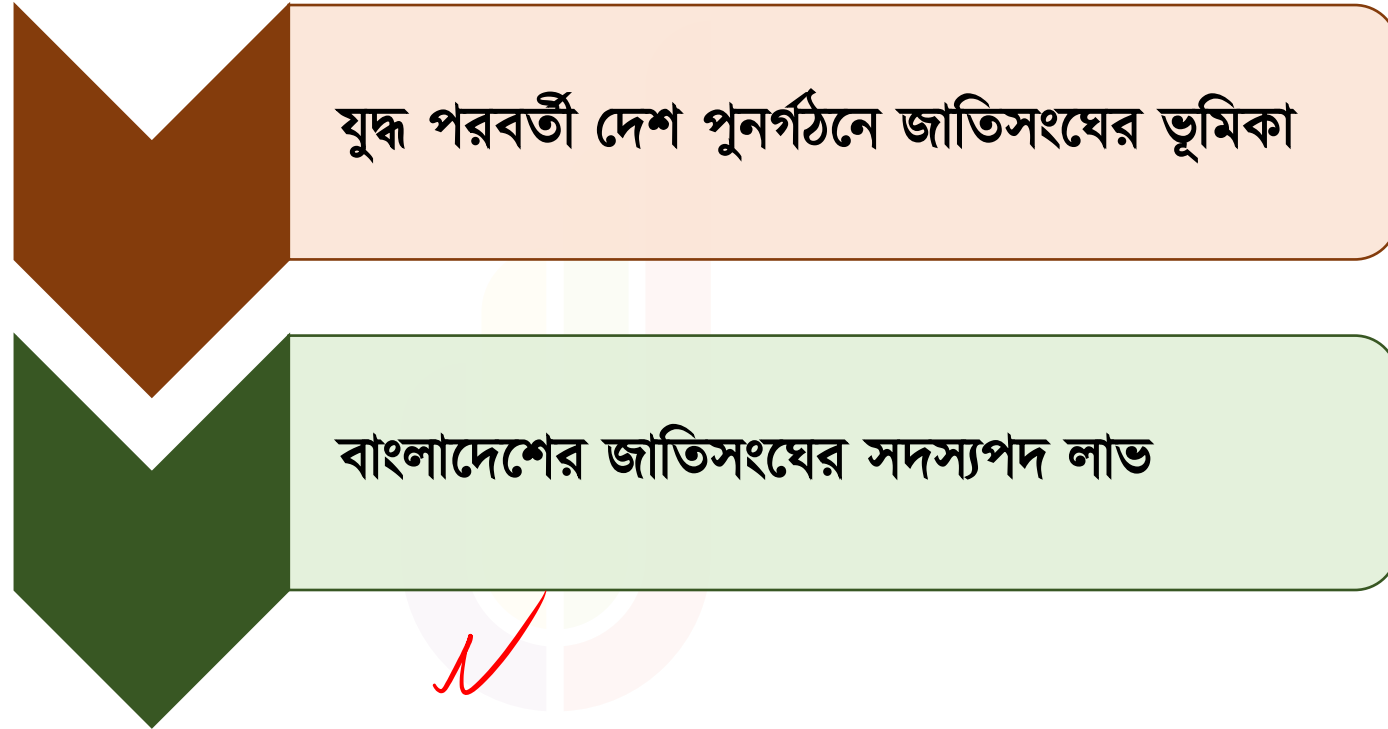 যুদ্ধ পরবর্তী দেশ পুনর্গঠনে জাতিসংঘের ভূমিকা
বাংলাদেশের জাতিসংঘের সদস্যপদ লাভ